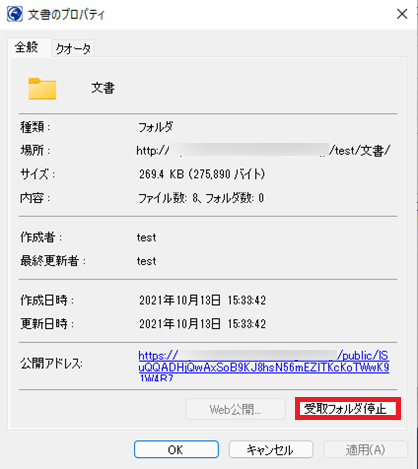 文書のプロパティ
全般 クオータ
文書
種類： フォルダ
場所： http:// /test/文書/
サイズ： 269.4 KB (275,890 バイト)
内容： ファイル数: 8、フォルダ数: 0
作成者： test
最終更新者： test
作成日時： 2021年10月13日 15:33:42
更新日時： 2021年10月13日 15:33:42
公開アドレス： https:// /public/IS
uQQADHjQwAxSoB9KJ8hsN56mEZITKcKoTWwK9
Web公開... 受取フォルダ停止
OK キャンセル 適用(A)